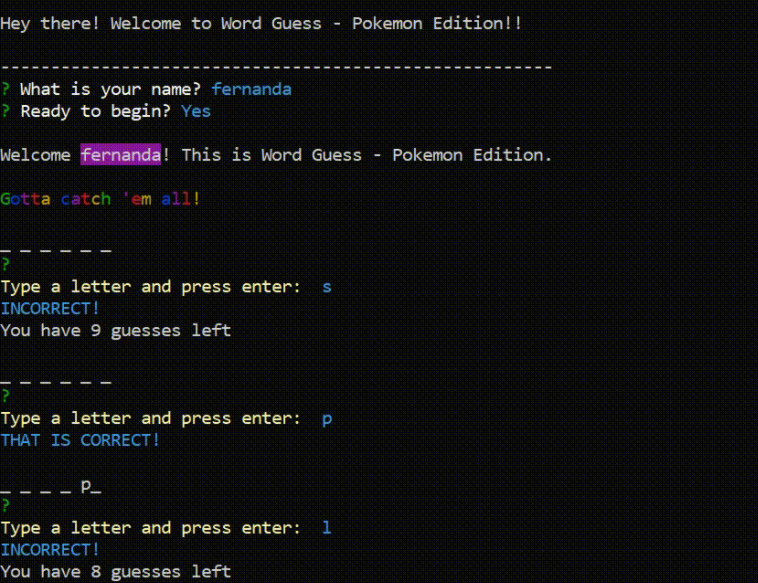 Hey there! Welcome to Word Guess - Pokemon Edition!!
-------------------------------------------------------
? What is your name? fernanda
? Ready to begin? Yes
Welcome fernanda! This is Word Guess - Pokemon Edition.
Gotta catch 'em all!
_ _ _ _ _ _
?
Type a letter and press enter:  s
INCORRECT!
You have 9 guesses left
_ _ _ _ _ _
?
Type a letter and press enter:  p
THAT IS CORRECT!
_ _ _ _ p_
?
Type a letter and press enter:  l
INCORRECT!
You have 8 guesses left